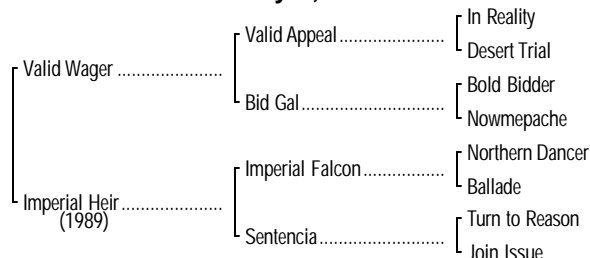 In Reality
Valid Appeal
Desert Trial
Valid Wager
Bold Bidder
Bid Gal
Nowmepache
Northern Dancer
Imperial Falcon
Ballade
Imperial Heir
(1989)
Turn to Reason
Sentencia
Join Issue